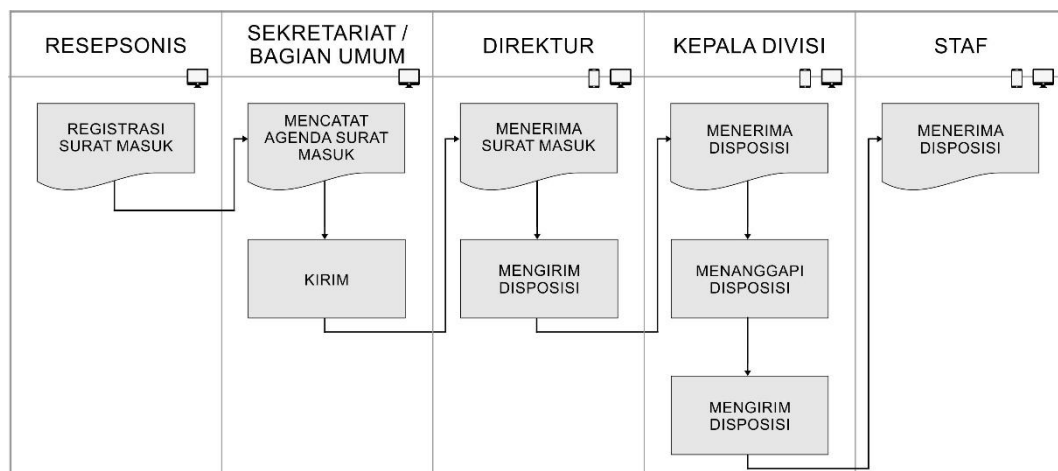 RESEPSONIS
SEKRETARIAT /
BAGIAN UMUM
DIREKTUR
KEPALA DIVISI
STAF
REGISTRASI
SURAT MASUK
MENCATAT
AGENDA SURAT
MASUK
MENERIMA
SURAT MASUK
MENERIMA
DISPOSISI
MENERIMA
DISPOSISI
KIRIM
MENGIRIM
DISPOSISI
MENANGGAPI
DISPOSISI
MENGIRIM
DISPOSISI